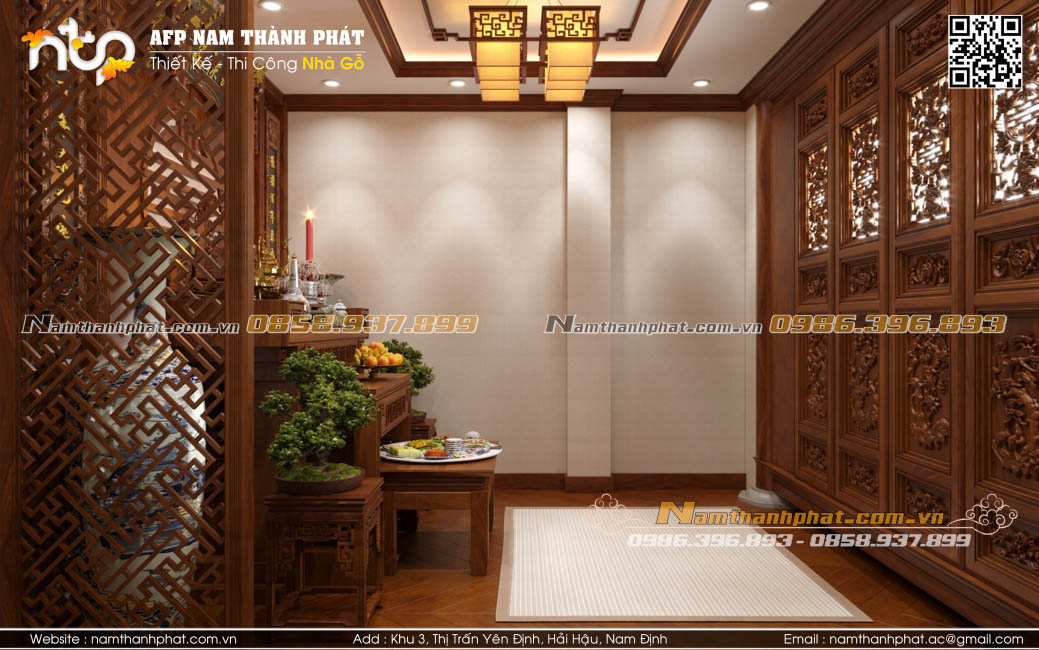 ntp
AFP NAM THÀNH PHÁT
Thiết Kế - Thi Công Nhà Gỗ
Namthanhphat.com.vn 0858.937.899
Namthanhphat.com.vn 0986.396.893
Namthanhphat.com.vn
0986.396.893 - 0858.937.899
Website : namthanhphat.com.vn
Add : Khu 3, Thị Trấn Yên Định, Hải Hậu, Nam Định
Email : namthanhphat.ac@gmail.com